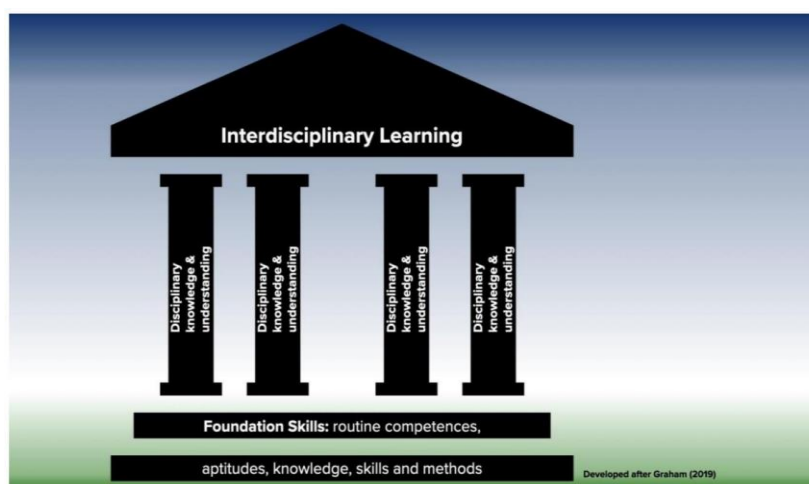 Interdisciplinary Learning
Disciplinary
knowledge &
understanding
Disciplinary
knowledge &
understanding
Disciplinary
knowledge &
understanding
Disciplinary
knowledge &
understanding
Foundation Skills: routine competences,
aptitudes, knowledge, skills and methods
Developed after Graham (2019)